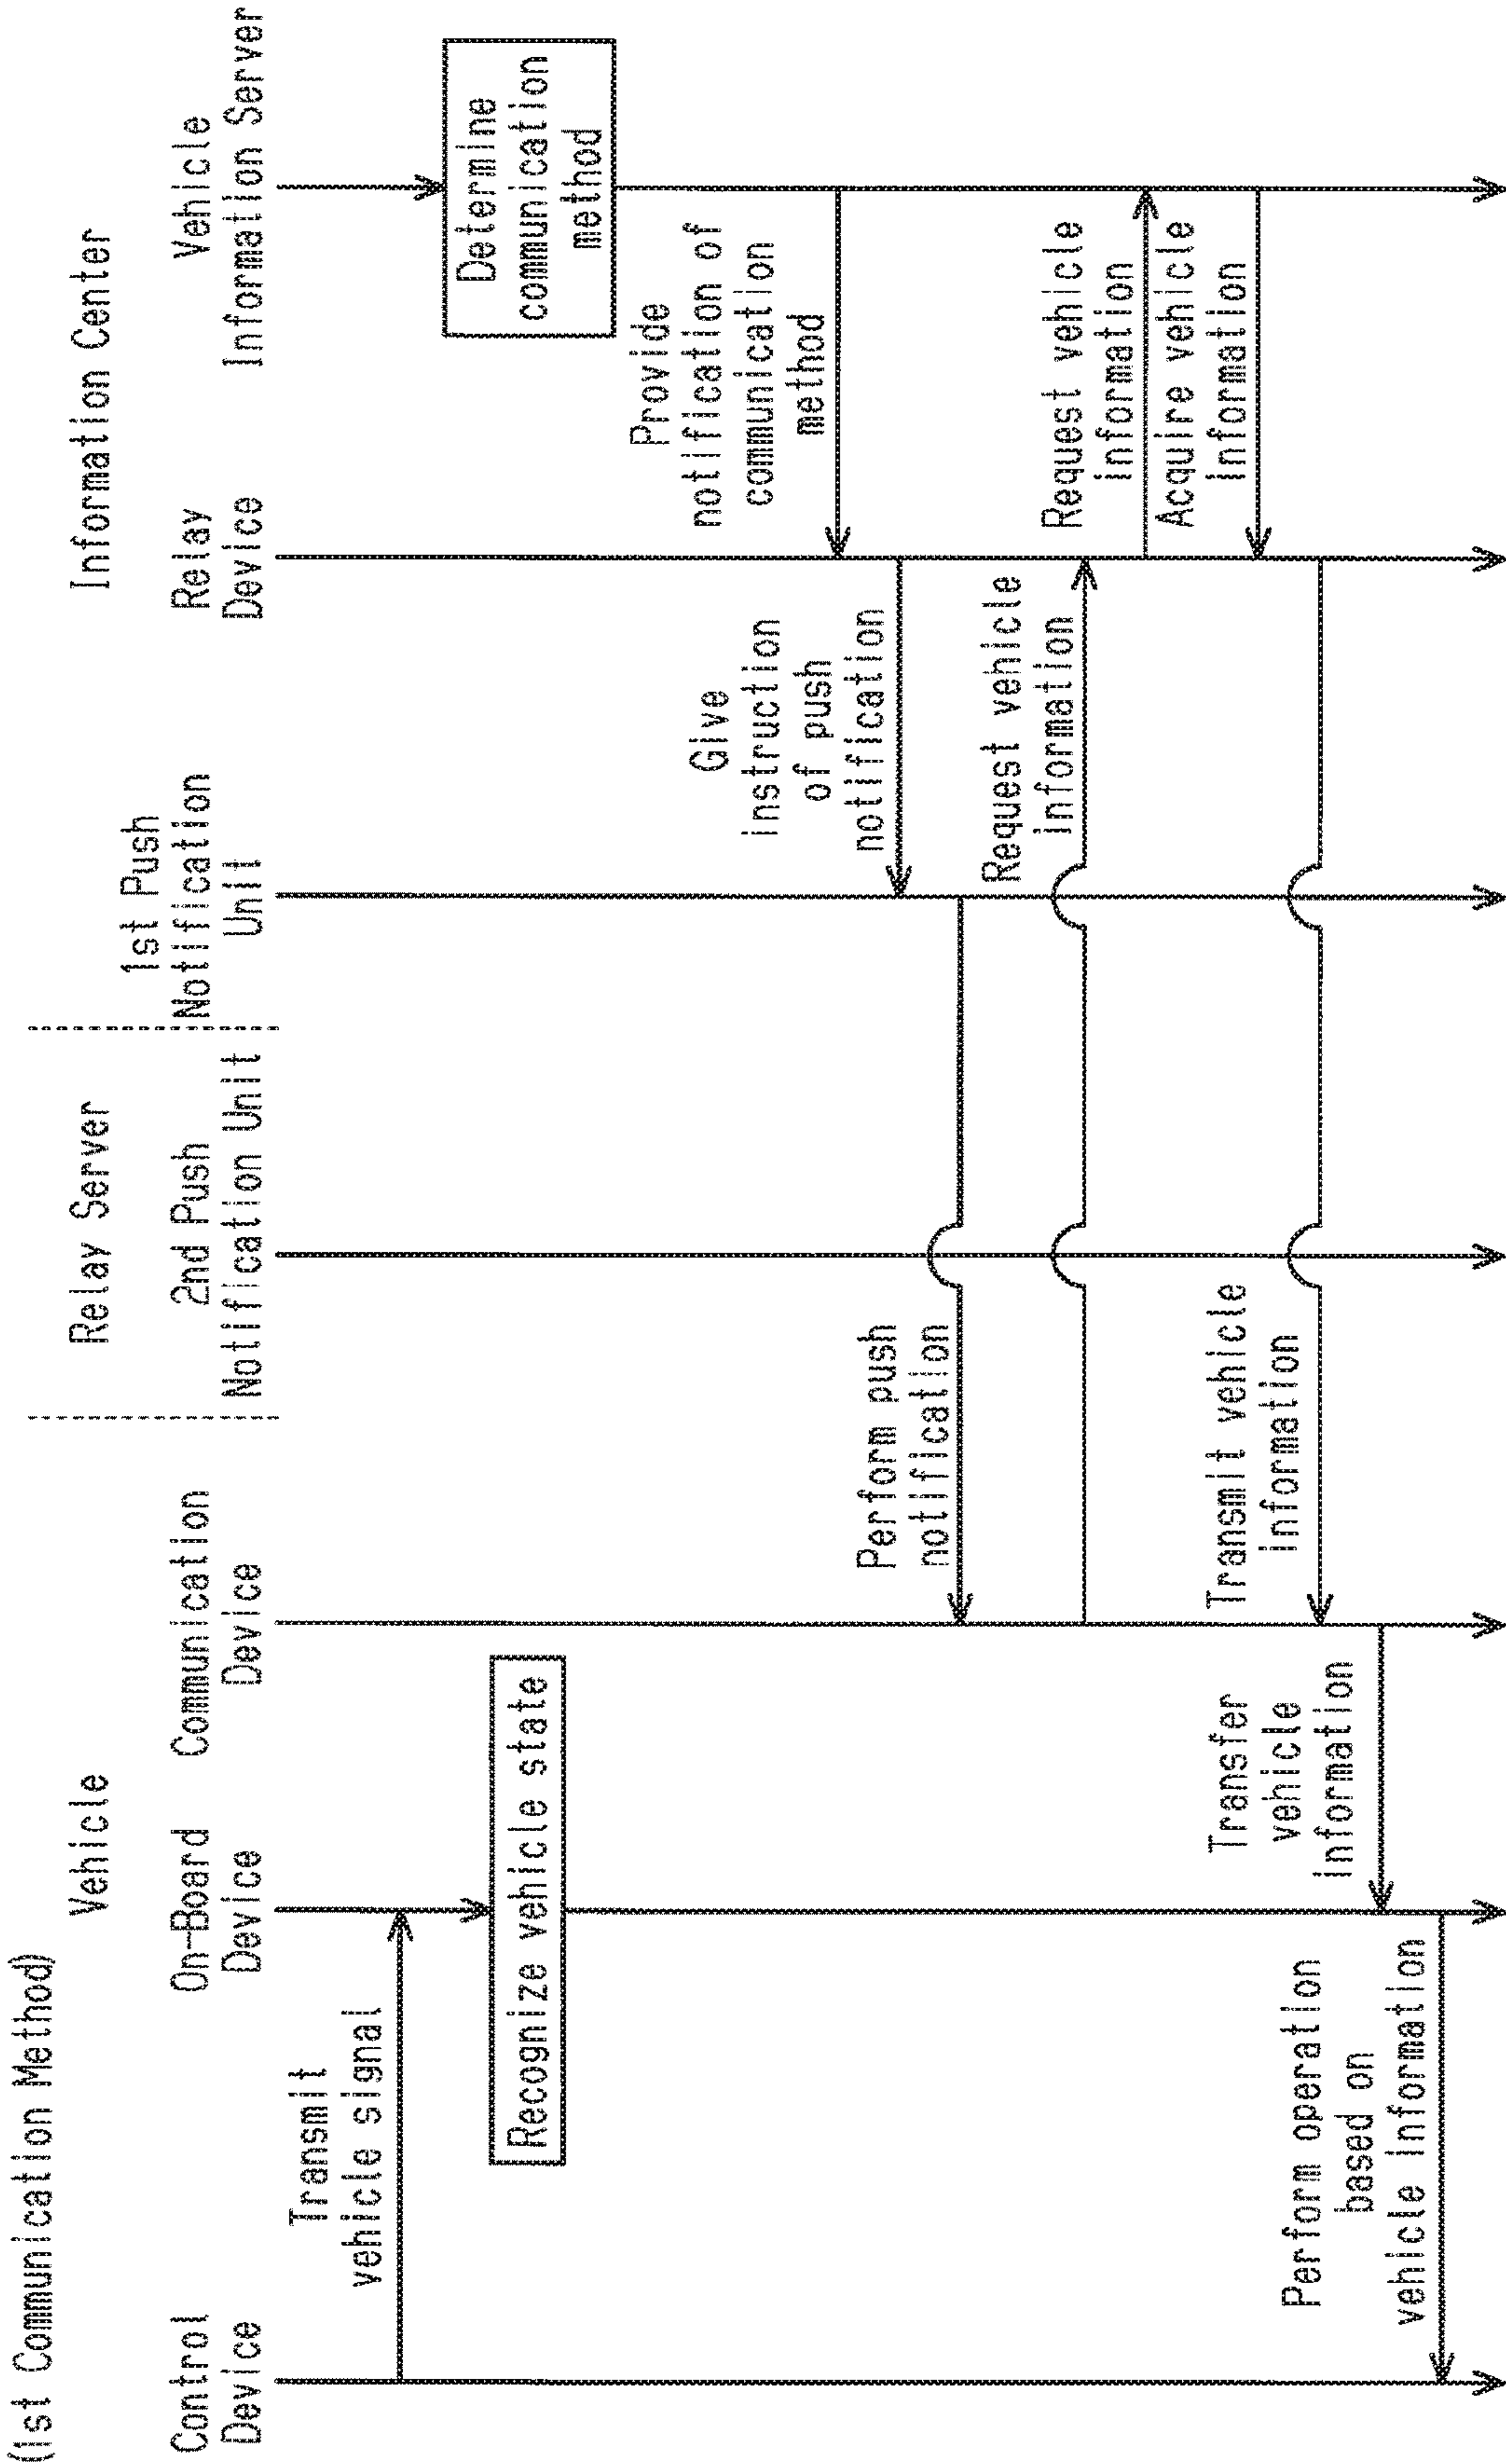 (1st Communication Method)
Vehicle
Relay Server
Information Center
Control
Device
On-Board
Device
Communication
Device
2nd Push
Notification Unit
1st Push
Notification
Unit
Relay
Device
Vehicle
Information Server
Transmit
vehicle signal
Recognize vehicle state
Determine
communication
method
Provide
notification of
communication
method
Give
instruction
of push
notification
Perform push
notification
Request vehicle
information
Request vehicle
information
Acquire vehicle
information
Transmit vehicle
information
Transfer
vehicle
information
Perform operation
based on
vehicle information